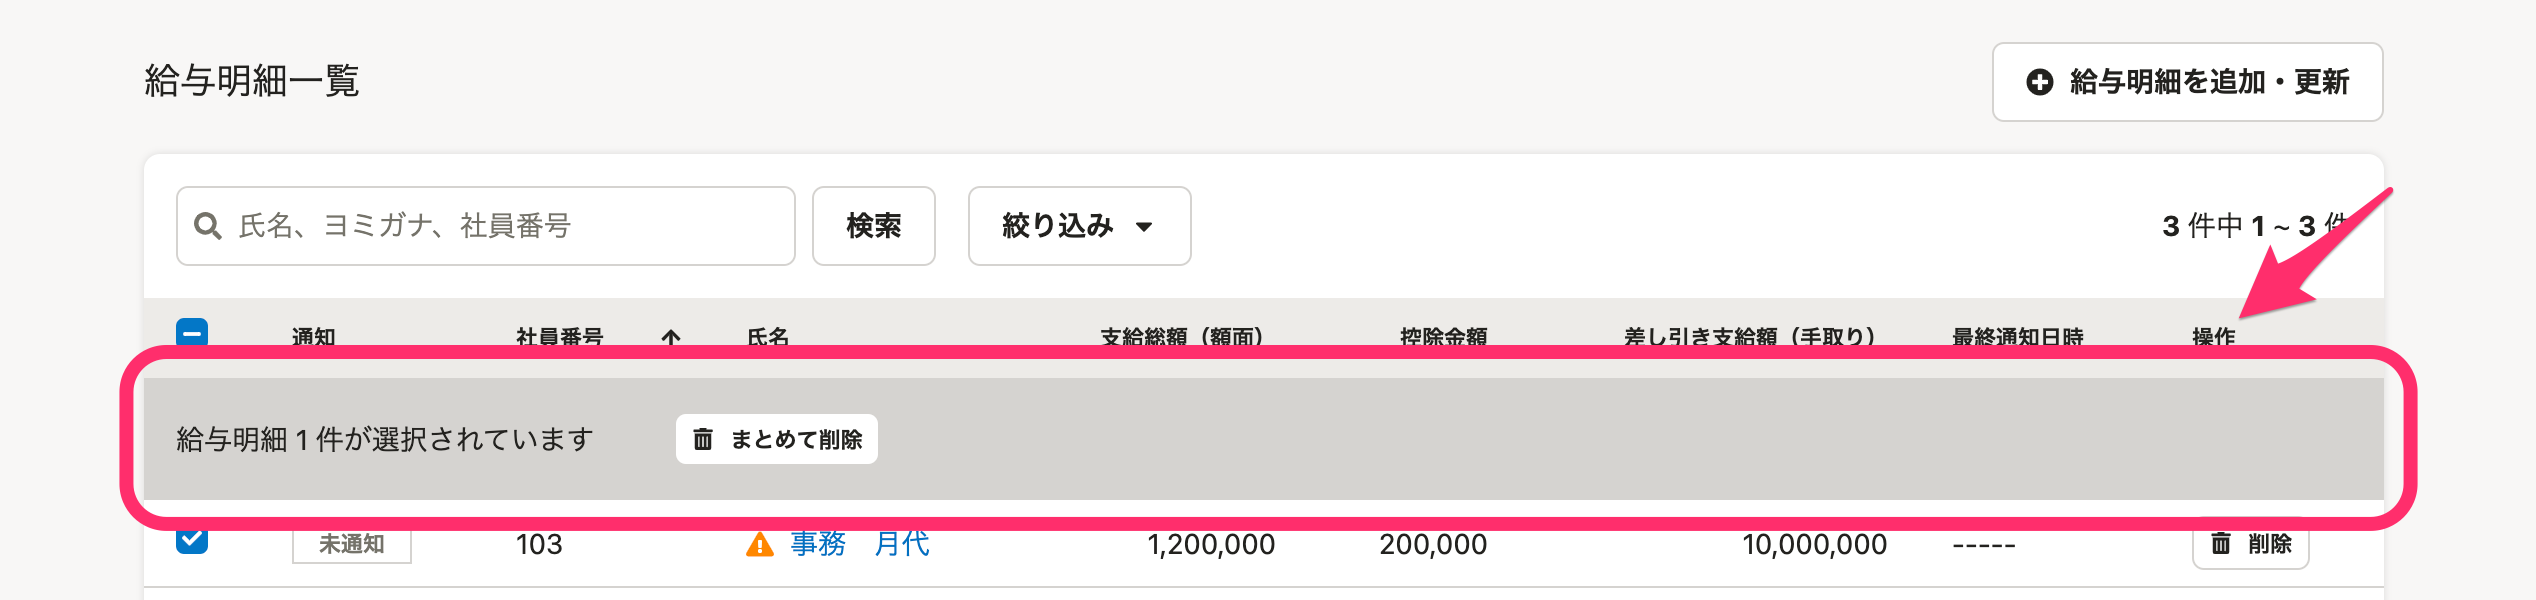 給与明細一覧
給与明細を追加・更新
氏名、ヨミガナ、社員番号 検索 絞り込み 3 件中 1 ~ 3 件
通知 社員番号 氏名 支給総額（額面） 控除金額 差し引き支給額（手取り） 最終通知日時 操作
給与明細 1 件が選択されています まとめて削除
未通知 103 事務 月代 1,200,000 200,000 10,000,000 ----- 削除